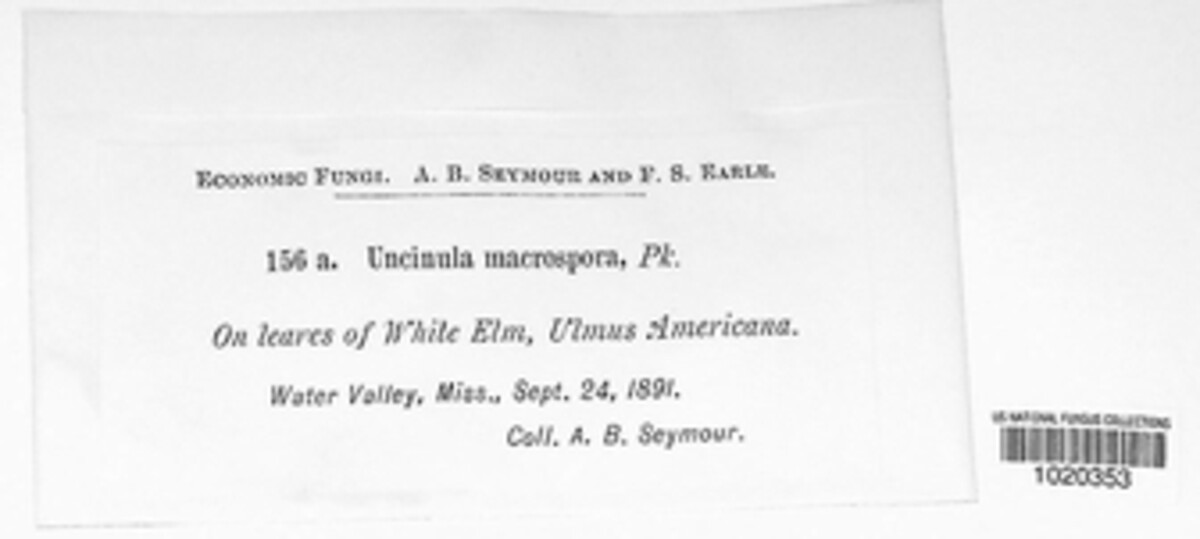 ECONOMIC FUNGI. A. B. SEYMOUR AND F. S. EARLE.
156 a. Uncinula macrospora, Pk.
On leaves of White Elm, Ulmus Americana.
Water Valley, Miss., Sept. 24, 1891.
Coll. A. B. Seymour.
US NATIONAL FUNGUS COLLECTIONS
1020353